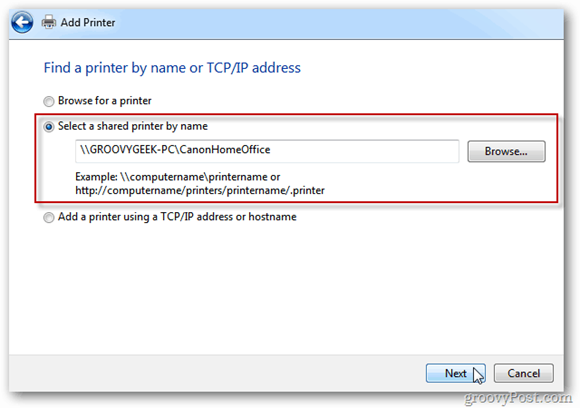 Add Printer
Find a printer by name or TCP/IP address
Browse for a printer
Select a shared printer by name
\\GROOVYGEEK-PC\CanonHomeOffice
Browse...
Example: \\computername\printername or
http://computername/printers/printername/.printer
Add a printer using a TCP/IP address or hostname
Next
Cancel
groovyPost.com